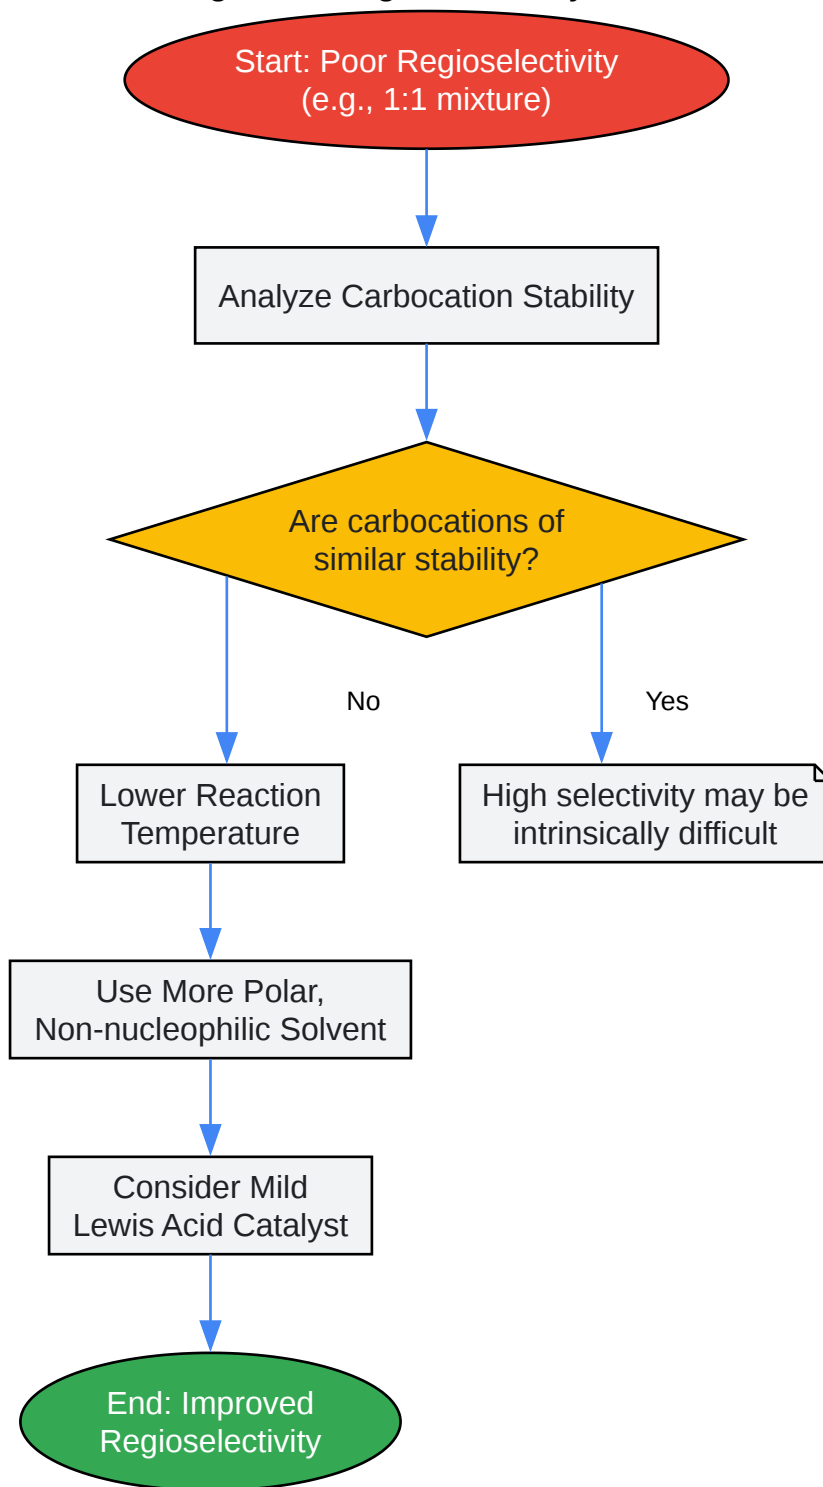 Start: Poor Regioselectivity
(e.g., 1:1 mixture)
Analyze Carbocation Stability
Are carbocations of
similar stability?
No
Yes
Lower Reaction
Temperature
High selectivity may be
intrinsically difficult
Use More Polar,
Non-nucleophilic Solvent
Consider Mild
Lewis Acid Catalyst
End: Improved
Regioselectivity